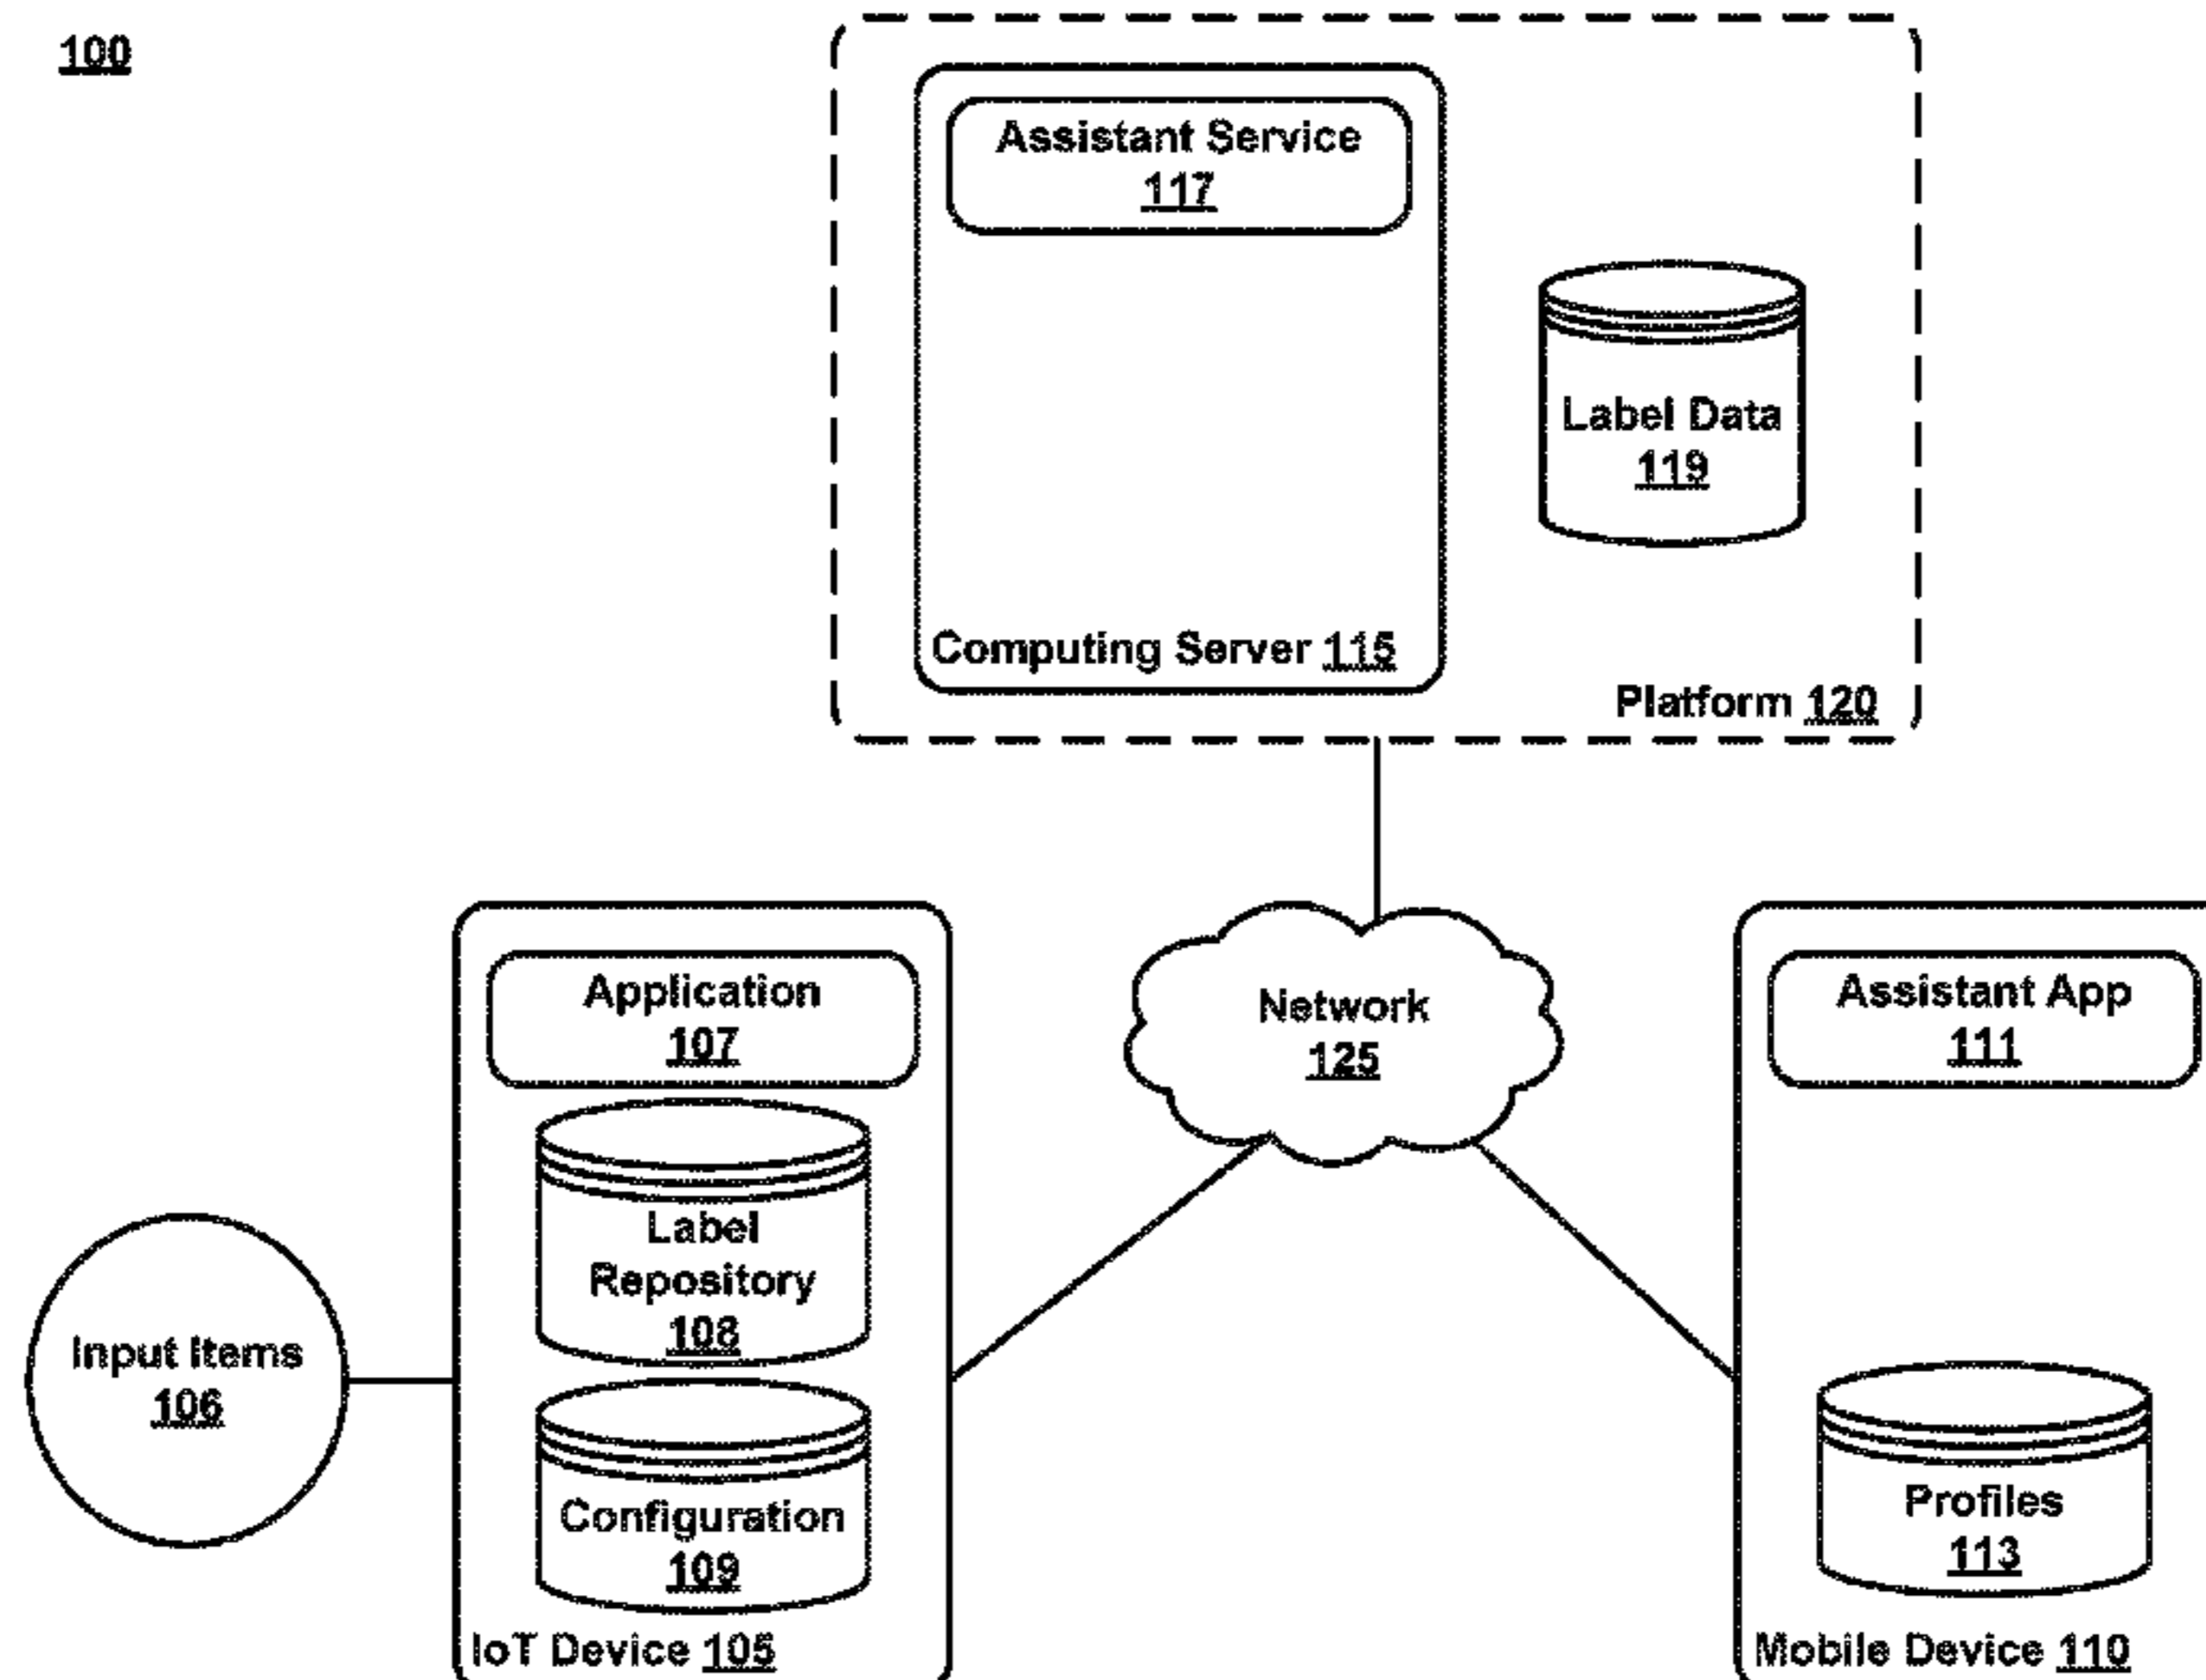 100
Assistant Service
117
Label Data
119
Computing Server 115
Platform 120
Application
107
Label
Repository
108
Configuration
109
IoT Device 105
Input Items
106
Network
125
Assistant App
111
Profiles
113
Mobile Device 110